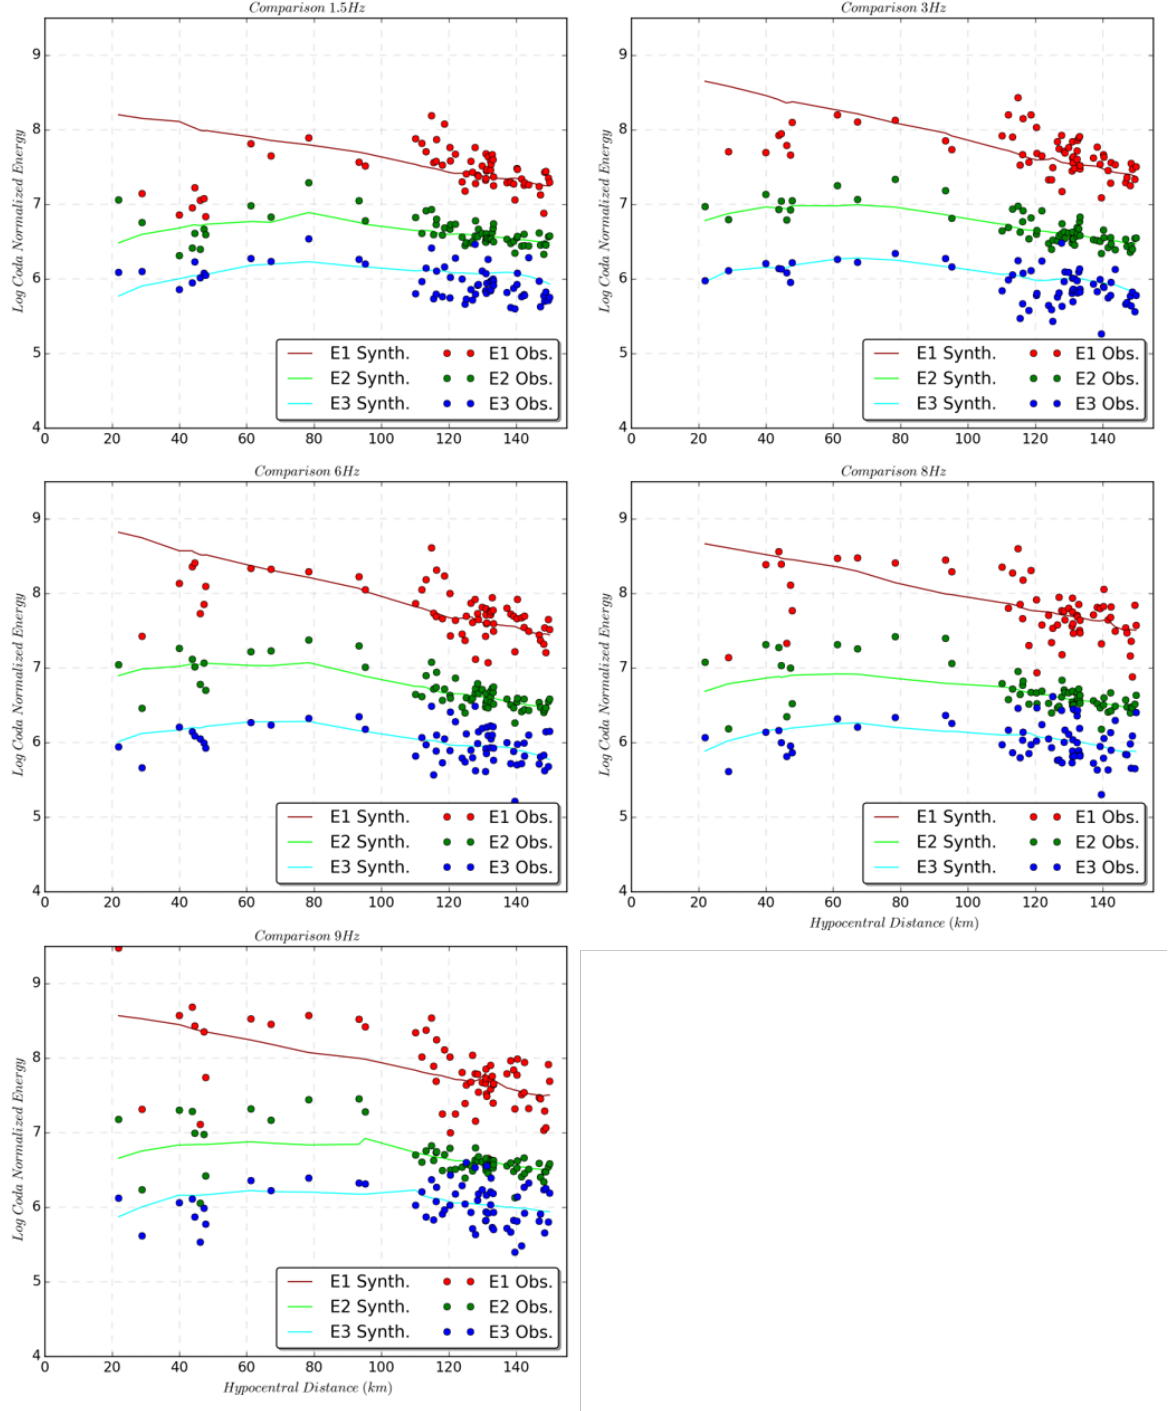 Comparison 1.5Hz
Log Coda Normalized Energy
9
8
7
6
5
4
0 20 40 60 80 100 120 140
E1 Synth. E1 Obs.
E2 Synth. E2 Obs.
E3 Synth. E3 Obs.
Comparison 3Hz
Log Coda Normalized Energy
9
8
7
6
5
4
0 20 40 60 80 100 120 140
E1 Synth. E1 Obs.
E2 Synth. E2 Obs.
E3 Synth. E3 Obs.
Comparison 6Hz
Log Coda Normalized Energy
9
8
7
6
5
4
0 20 40 60 80 100 120 140
E1 Synth. E1 Obs.
E2 Synth. E2 Obs.
E3 Synth. E3 Obs.
Comparison 8Hz
Log Coda Normalized Energy
9
8
7
6
5
4
0 20 40 60 80 100 120 140
E1 Synth. E1 Obs.
E2 Synth. E2 Obs.
E3 Synth. E3 Obs.
Hypocentral Distance (km)
Comparison 9Hz
Log Coda Normalized Energy
9
8
7
6
5
4
0 20 40 60 80 100 120 140
E1 Synth. E1 Obs.
E2 Synth. E2 Obs.
E3 Synth. E3 Obs.
Hypocentral Distance (km)